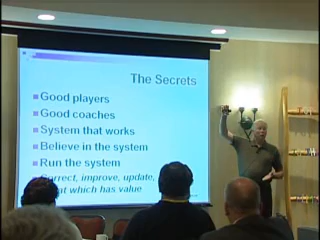 The Secrets
Good players
Good coaches
System that works
Believe in the system
Run the system
Correct, improve, update,
that which has value